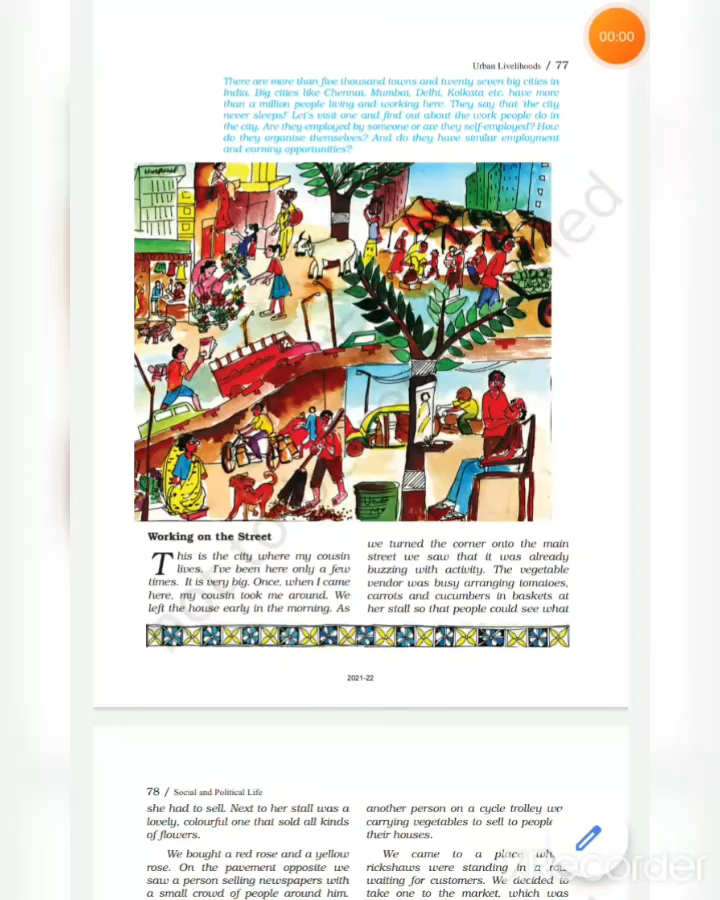 00:00
Urban Livelihoods / 77
There are more than five thousand towns and twenty seven big cities in
India. Big cities like Chennai, Mumbai, Delhi, Kolkata etc. have more
than a million people living and working here. They say that 'the city
never sleeps!' Let's visit one and find out about the work people do in
the city. Are they employed by someone or are they self-employed? How
do they organise themselves? And do they have similar employment
and earning opportunities?
Working on the Street
This is the city where my cousin
lives. I've been here only a few
times. It is very big. Once, when I came
here, my cousin took me around. We
left the house early in the morning. As
we turned the corner onto the main
street we saw that it was already
buzzing with activity. The vegetable
vendor was busy arranging tomatoes,
carrots and cucumbers in baskets at
her stall so that people could see what
2021-22
78 / Social and Political Life
she had to sell. Next to her stall was a
lovely, colourful one that sold all kinds
of flowers.
We bought a red rose and a yellow
rose. On the pavement opposite we
saw a person selling newspapers with
a small crowd of people around him.
another person on a cycle trolley
carrying vegetables to sell to people
their houses.
We came to a place
rickshaws were standing in a
waiting for customers. We decided to
take one to the market, which was
Recorder